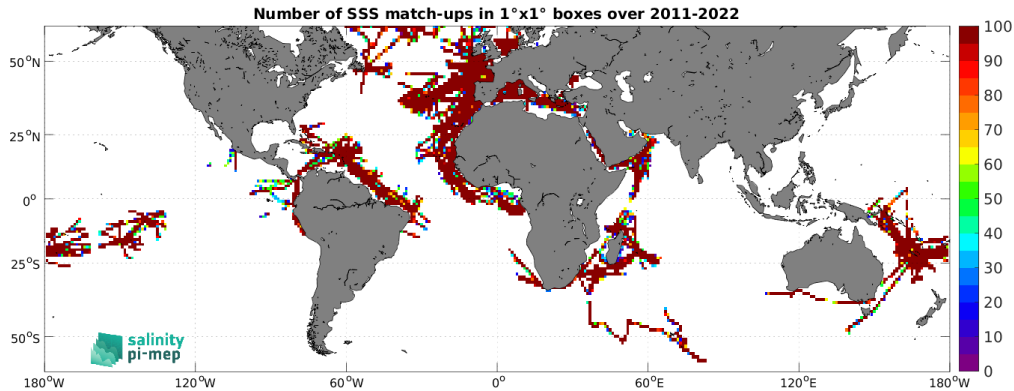 Number of SSS match-ups in 1°x1° boxes over 2011-2022
50°N
25°N
0°
25°S
50°S
180°W
120°W
60°W
0°
60°E
120°E
180°W
100
90
80
70
60
50
40
30
20
10
0
salinity
pi-mep